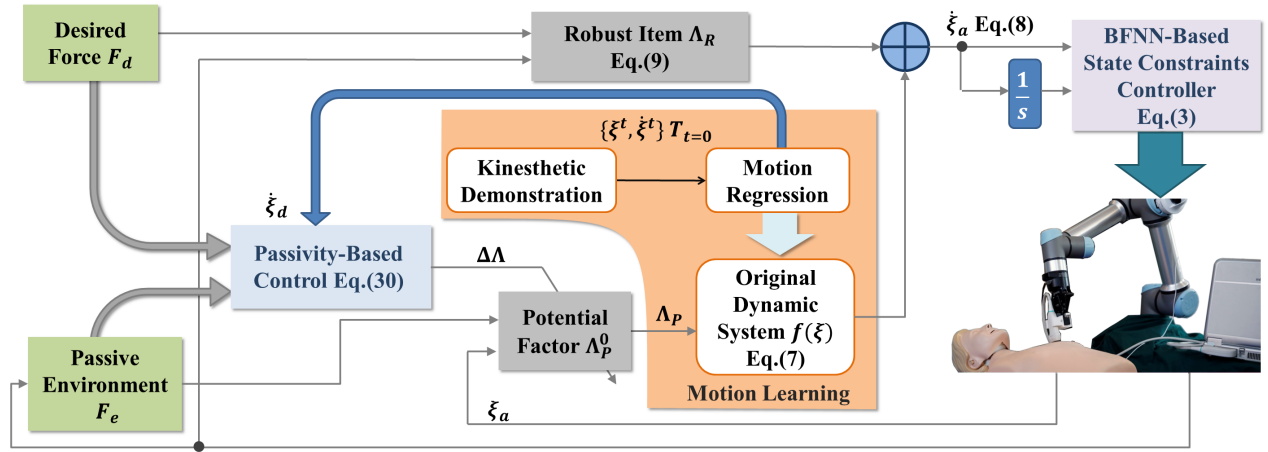 Desired
Force F_d
Robust Item Λ_R
Eq.(9)
ξ̇_a Eq.(8)
1
s
BFNN-Based
State Constraints
Controller
Eq.(3)
{ξ^t, ξ̇^t} T_{t=0}
Kinesthetic
Demonstration
Motion
Regression
ξ̇_d
Passivity-Based
Control Eq.(30)
ΔΛ
Original
Dynamic
System f(ξ)
Eq.(7)
Potential
Factor Λ_P^0
Λ_P
Passive
Environment
F_e
Motion Learning
ξ_a